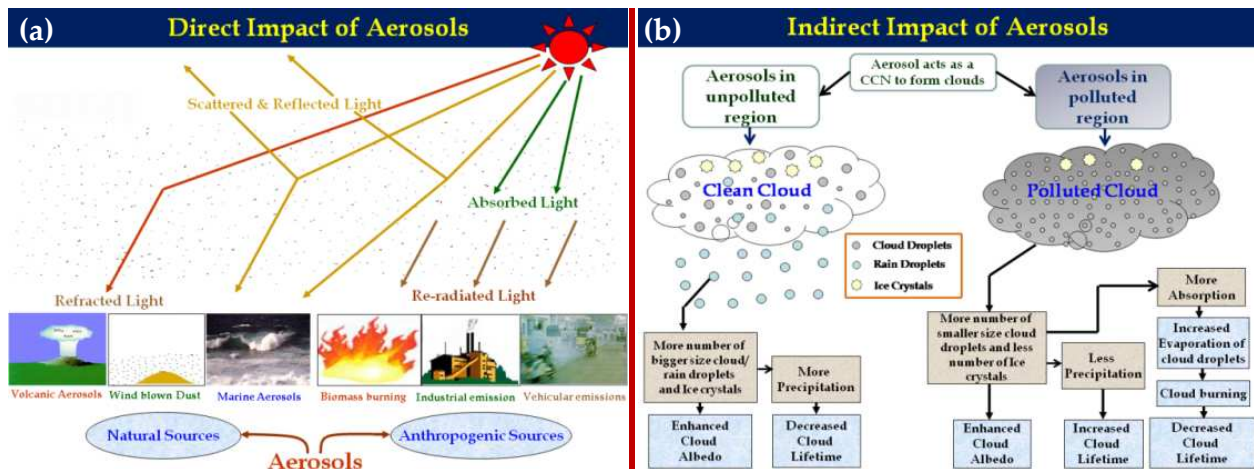 (a)
Direct Impact of Aerosols
Scattered & Reflected Light
Absorbed Light
Refracted Light
Re-radiated Light
Volcanic Aerosols
Wind blown Dust
Marine Aerosols
Biomass burning
Industrial emission
Vehicular emissions
Natural Sources
Anthropogenic Sources
Aerosols
(b)
Indirect Impact of Aerosols
Aerosol acts as a
CCN to form clouds
Aerosols in
unpolluted
region
Aerosols in
polluted
region
Clean Cloud
Polluted Cloud
Cloud Droplets
Rain Droplets
Ice Crystals
More number of
bigger size cloud/
rain droplets
and Ice crystals
More
Precipitation
Enhanced
Cloud
Albedo
Decreased
Cloud
Lifetime
More number of
smaller size cloud
droplets and less
number of Ice
crystals
Less
Precipitation
More
Absorption
Increased
Evaporation of
cloud droplets
Cloud burning
Enhanced
Cloud
Albedo
Increased
Cloud
Lifetime
Decreased
Cloud
Lifetime